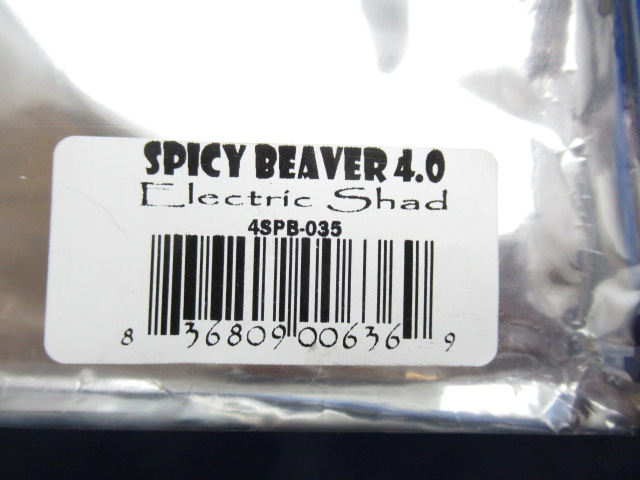 SPICY BEAVER 4.0
Electric Shad
4SPB-035
8 36809 00636 9